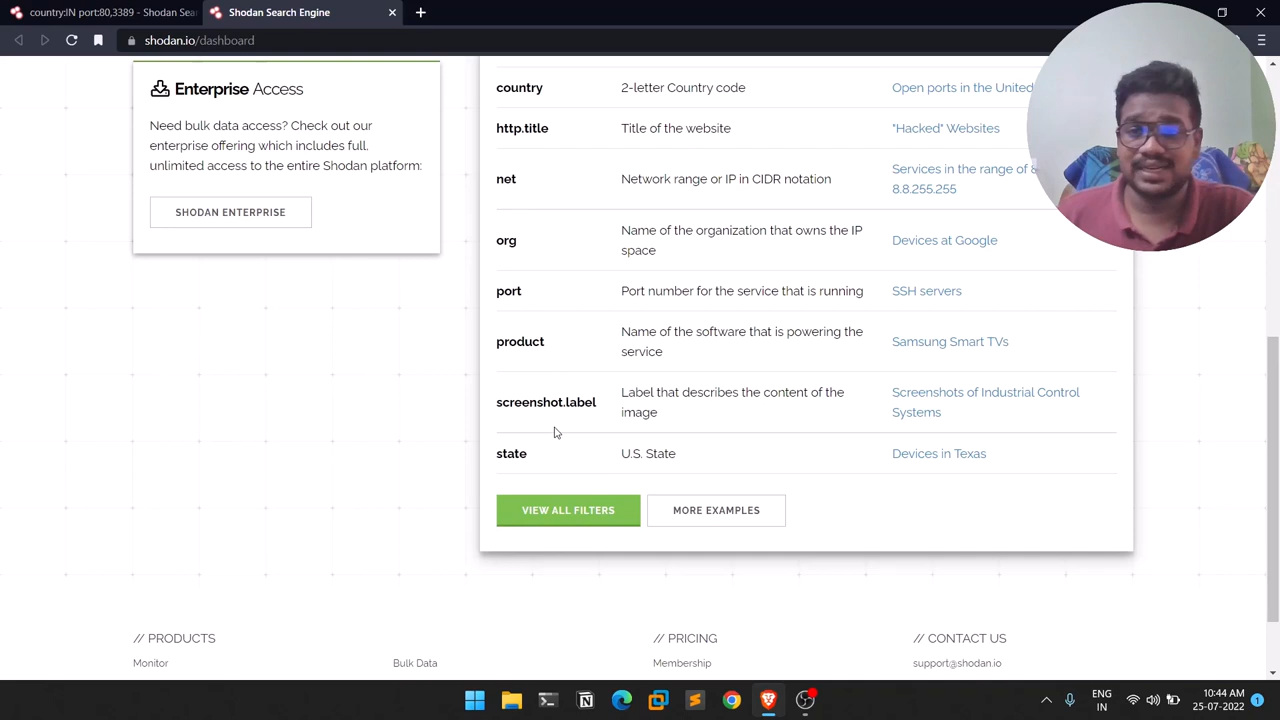 country:IN port:80,3389 - Shodan Sea
Shodan Search Engine
shodan.io/dashboard
Enterprise Access
Need bulk data access? Check out our
enterprise offering which includes full,
unlimited access to the entire Shodan platform:
SHODAN ENTERPRISE
country 2-letter Country code Open ports in the United
http.title Title of the website "Hacked" Websites
net Network range or IP in CIDR notation Services in the range of 8
8.8.255.255
org Name of the organization that owns the IP
space Devices at Google
port Port number for the service that is running SSH servers
product Name of the software that is powering the
service Samsung Smart TVs
screenshot.label Label that describes the content of the
image Screenshots of Industrial Control
Systems
state U.S. State Devices in Texas
VIEW ALL FILTERS MORE EXAMPLES
// PRODUCTS // PRICING // CONTACT US
Monitor Bulk Data Membership support@shodan.io
ENG
IN
10:44 AM
25-07-2022
1